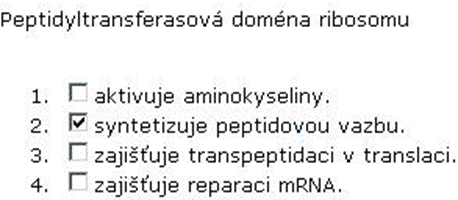 Peptidyltransferasová doména ribosomu
1. aktivuje aminokyseliny.
2. syntetizuje peptidovou vazbu.
3. zajišťuje transpeptidaci v translaci.
4. zajišťuje reparaci mRNA.